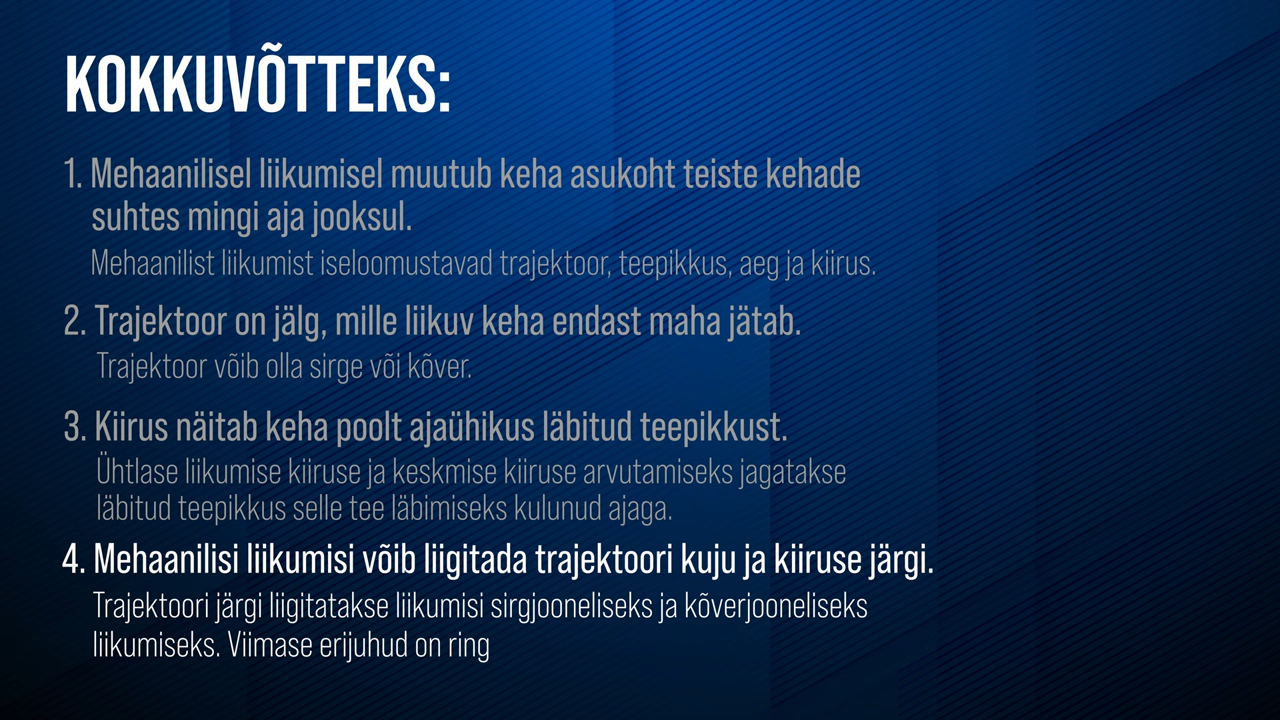 KOKKUVÕTTEKS:
1. Mehaanilisel liikumisel muutub keha asukoht teiste kehade
suhtes mingi aja jooksul.
Mehaanilist liikumist iseloomustavad trajektoor, teepikkus, aeg ja kiirus.
2. Trajektoor on jälg, mille liikuv keha endast maha jätab.
Trajektoor võib olla sirge või kõver.
3. Kiirus näitab keha poolt ajaühikus läbitud teepikkust.
Ühtlase liikumise kiiruse ja keskmise kiiruse arvutamiseks jagatakse
läbitud teepikkus selle tee läbimiseks kulunud ajaga.
4. Mehaanilisi liikumisi võib liigitada trajektoori kuju ja kiiruse järgi.
Trajektoori järgi liigitatakse liikumisi sirgjooneliseks ja kõverjooneliseks
liikumiseks. Viimase erijuhud on ring